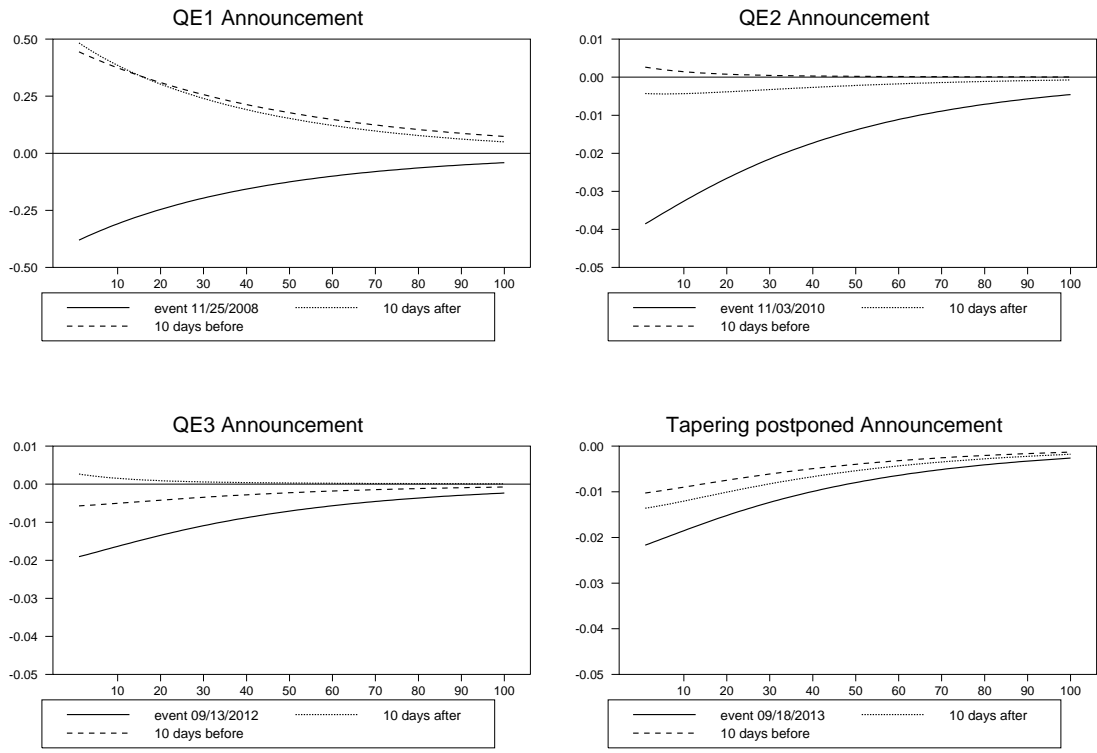 QE1 Announcement
0.50
0.25
0.00
-0.25
-0.50
10 20 30 40 50 60 70 80 90 100
event 11/25/2008 10 days after
10 days before
QE2 Announcement
0.01
0.00
-0.01
-0.02
-0.03
-0.04
-0.05
10 20 30 40 50 60 70 80 90 100
event 11/03/2010 10 days after
10 days before
QE3 Announcement
0.01
0.00
-0.01
-0.02
-0.03
-0.04
-0.05
10 20 30 40 50 60 70 80 90 100
event 09/13/2012 10 days after
10 days before
Tapering postponed Announcement
0.00
-0.01
-0.02
-0.03
-0.04
-0.05
10 20 30 40 50 60 70 80 90 100
event 09/18/2013 10 days after
10 days before